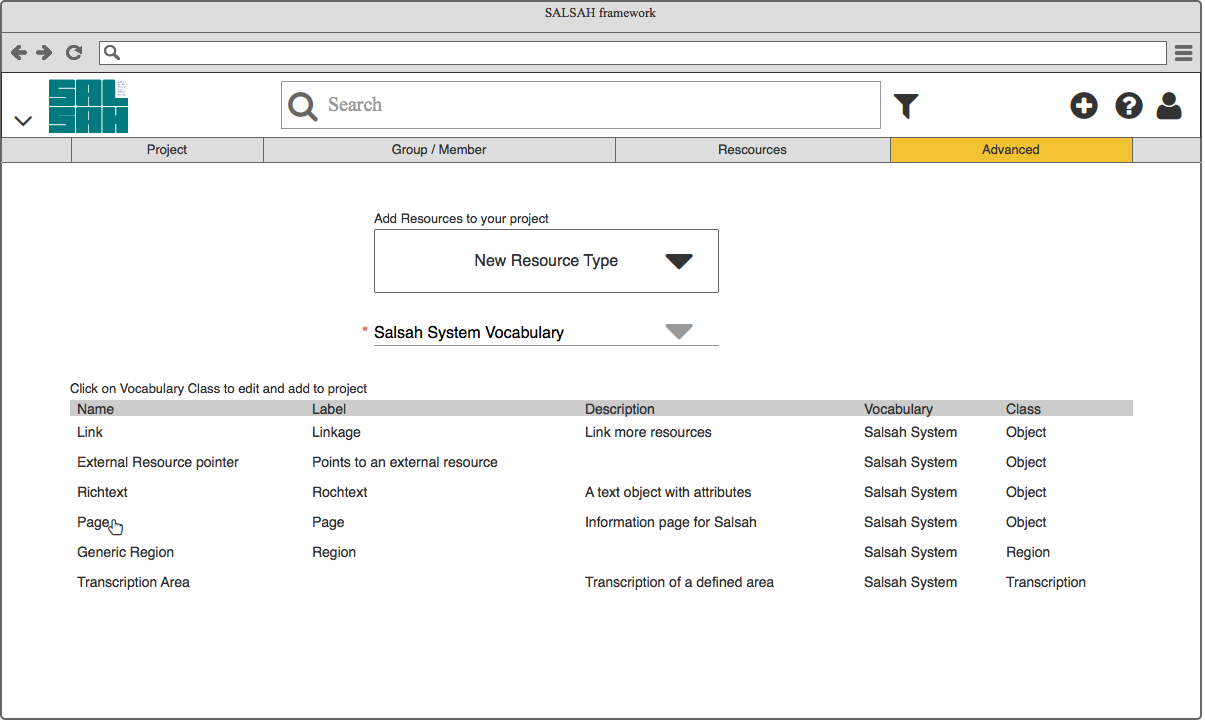 SALSAH framework
SALSAH
Search
Project Group / Member Rescources Advanced
Add Resources to your project
New Resource Type
* Salsah System Vocabulary
Click on Vocabulary Class to edit and add to project
Name Label Description Vocabulary Class
Link Linkage Link more resources Salsah System Object
External Resource pointer Points to an external resource Salsah System Object
Richtext Rochtext A text object with attributes Salsah System Object
Page Page Information page for Salsah Salsah System Object
Generic Region Region Salsah System Region
Transcription Area Transcription of a defined area Salsah System Transcription